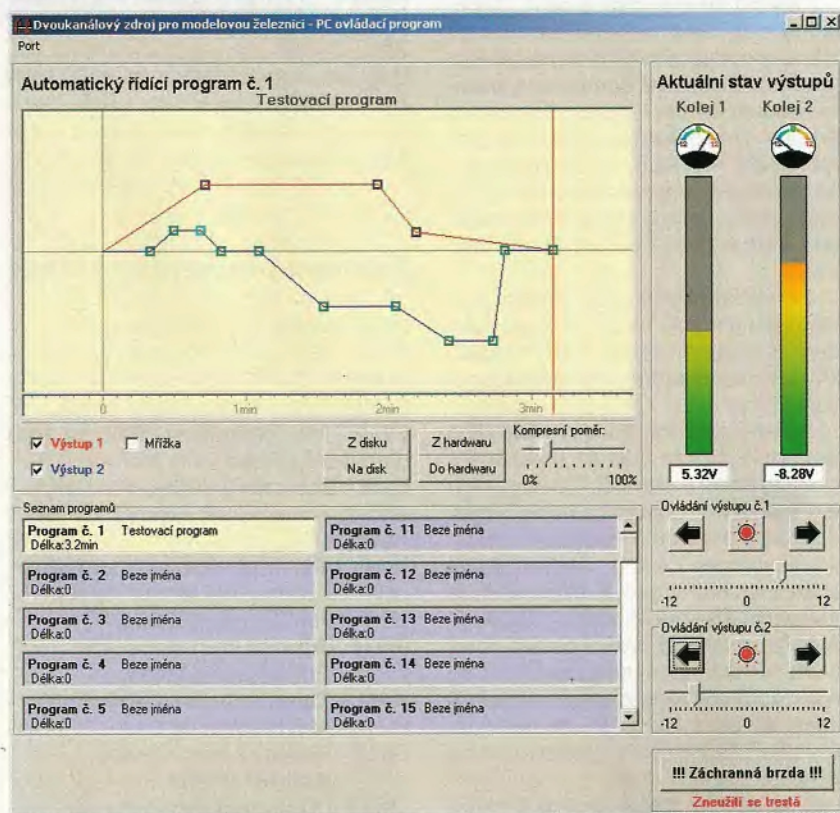 Dvoukanálový zdroj pro modelovou železnici - PC ovládací program
Port
Automatický řídící program č. 1
Testovací program
0 1min 2min 3min
Výstup 1
Mřížka
Výstup 2
Z disku
Z hardwaru
Na disk
Do hardwaru
Kompresní poměr:
0% 100%
Aktuální stav výstupů
Kolej 1 Kolej 2
5.32V -8.28V
Seznam programů
Program č. 1 Testovací program
Délka:3.2min
Program č. 2 Beze jména
Délka:0
Program č. 3 Beze jména
Délka:0
Program č. 4 Beze jména
Délka:0
Program č. 5 Beze jména
Délka:0
Program č. 11 Beze jména
Délka:0
Program č. 12 Beze jména
Délka:0
Program č. 13 Beze jména
Délka:0
Program č. 14 Beze jména
Délka:0
Program č. 15 Beze jména
Délka:0
Ovládání výstupu č.1
-12 0 12
Ovládání výstupu č.2
-12 0 12
!!! Záchranná brzda !!!
Zneužití se trestá